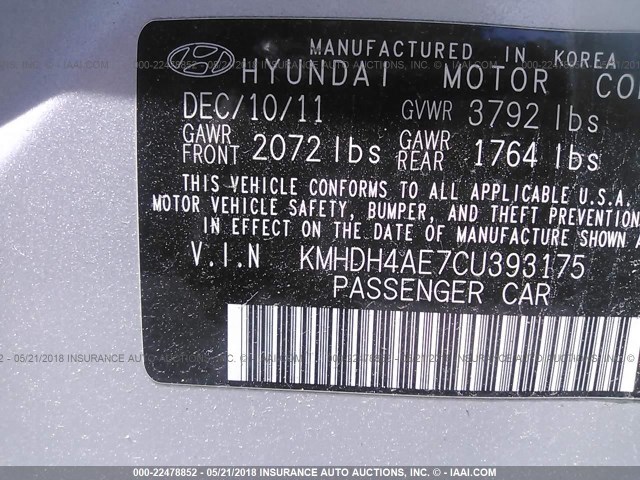 MANUFACTURED IN KOREA
HYUNDAI MOTOR CO
DEC/10/11 GVWR 3792 lbs
GAWR FRONT 2072 lbs GAWR REAR 1764 lbs
THIS VEHICLE CONFORMS TO ALL APPLICABLE U.S.A.
MOTOR VEHICLE SAFETY, BUMPER, AND THEFT PREVENTION
IN EFFECT ON THE DATE OF MANUFACTURE SHOWN
V.I.N KMHDH4AE7CU393175
PASSENGER CAR
000-22478852 - 05/21/2018 INSURANCE AUTO AUCTIONS, INC. - © IAAI.COM